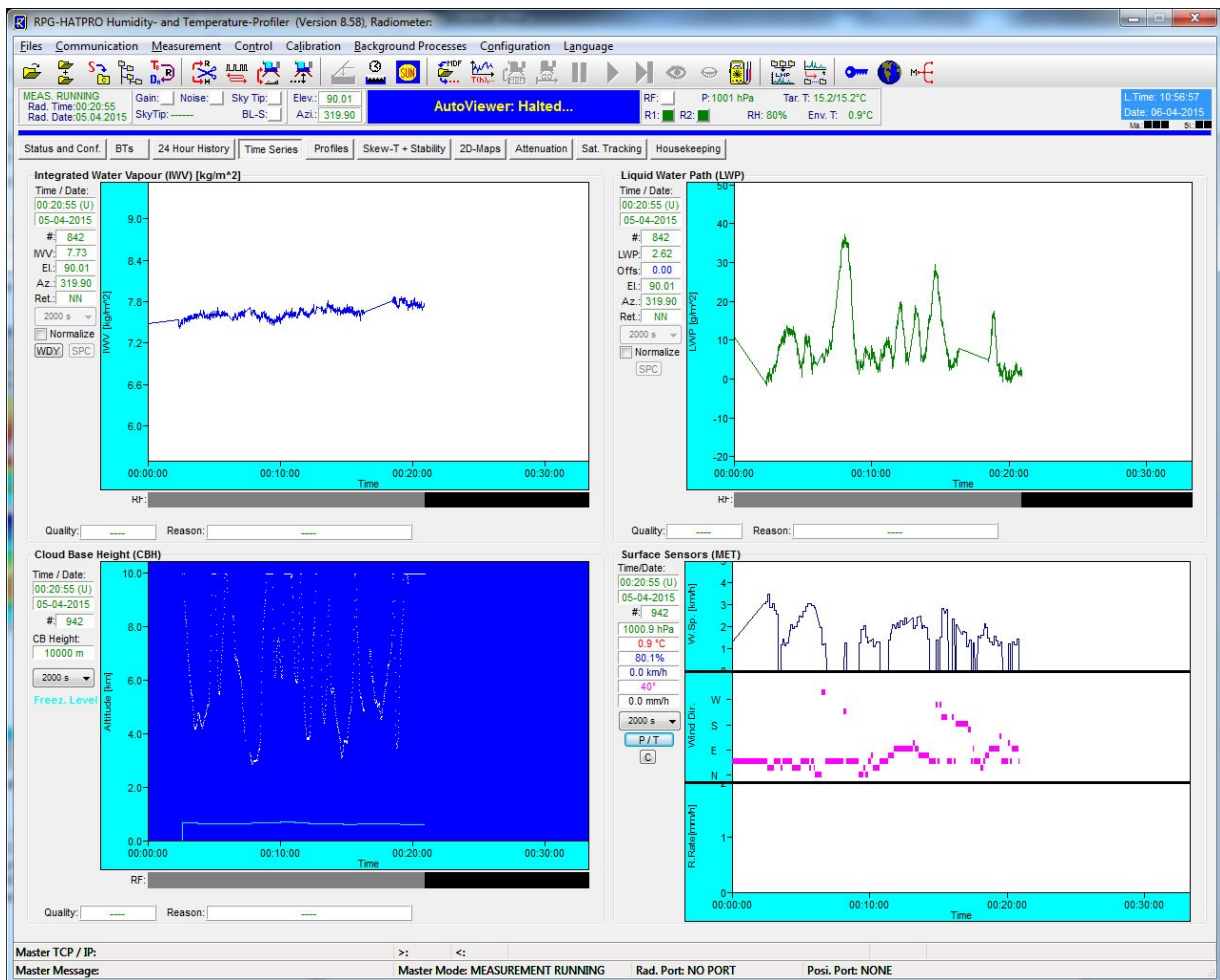 RPG-HATPRO Humidity- and Temperature-Profiler (Version 8.58), Radiometer:
Files Communication Measurement Control Calibration Background Processes Configuration Language
MEAS. RUNNING
Rad. Time:00:20:55
Rad. Date:05.04.2015
Gain: Noise: Sky Tip:
SkyTip: ------ BL-S:
Elev.: 90.01
Azi.: 319.90
AutoViewer: Halted...
RF: P:1001 hPa Tar. T: 15.2/15.2°C
R1: R2: RH: 80% Env. T: 0.9°C
L.Time: 10:56:57
Date: 06-04-2015
Ma.: Sl.:
Status and Conf. BTs 24 Hour History Time Series Profiles Skew-T + Stability 2D-Maps Attenuation Sat. Tracking Housekeeping
Integrated Water Vapour (IWV) [kg/m^2]
Time / Date:
00:20:55 (U)
05-04-2015
#: 842
IWV: 7.73
El.: 90.01
Az.: 319.90
Ret.: NN
2000 s
Normalize
WDY SPC
IWV [kg/m^2]
9.0
8.4
7.8
7.2
6.6
6.0
00:00:00 00:10:00 00:20:00 00:30:00
Time
RF:
Quality: ---- Reason: ----
Liquid Water Path (LWP)
Time / Date:
00:20:55 (U)
05-04-2015
#: 842
LWP: 2.62
Offs: 0.00
El.: 90.01
Az.: 319.90
Ret.: NN
2000 s
Normalize
SPC
LWP [g/m^2]
50
40
30
20
10
0
-10
-20
00:00:00 00:10:00 00:20:00 00:30:00
Time
RF:
Quality: ---- Reason: ----
Cloud Base Height (CBH)
Time / Date:
00:20:55 (U)
05-04-2015
#: 942
CB Height:
10000 m
2000 s
Freez. Level
Altitude [km]
10.0
8.0
6.0
4.0
2.0
0.0
00:00:00 00:10:00 00:20:00 00:30:00
Time
RF:
Quality: ---- Reason: ----
Surface Sensors (MET)
Time/Date:
00:20:55 (U)
05-04-2015
#: 942
1000.9 hPa
0.9 °C
80.1%
0.0 km/h
40°
0.0 mm/h
2000 s
P / T
C
W.Sp. [km/h]
4
3
2
1
Wind Dir.
W
S
E
N
R.Rate[mm/h]
2
1
0
00:00:00 00:10:00 00:20:00 00:30:00
Time
Master TCP / IP: >: <:
Master Message: Master Mode: MEASUREMENT RUNNING Rad. Port: NO PORT Posi. Port: NONE